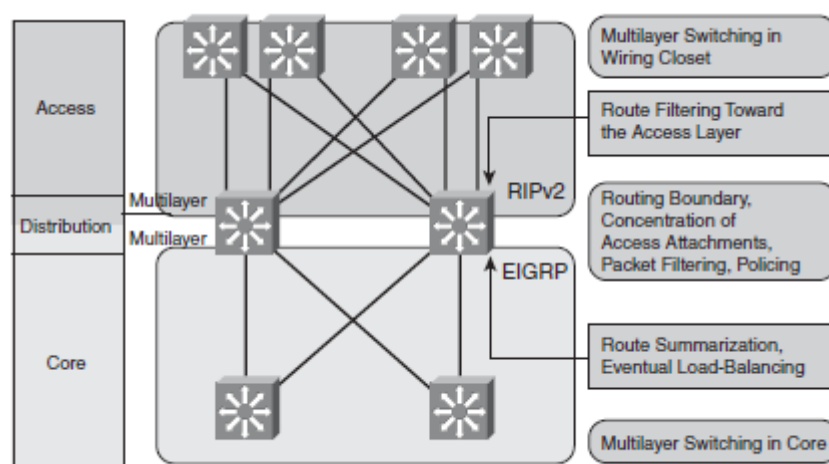 Access
Distribution
Core
Multilayer
Multilayer
RIPv2
EIGRP
Multilayer Switching in
Wiring Closet
Route Filtering Toward
the Access Layer
Routing Boundary,
Concentration of
Access Attachments,
Packet Filtering, Policing
Route Summarization,
Eventual Load-Balancing
Multilayer Switching in Core